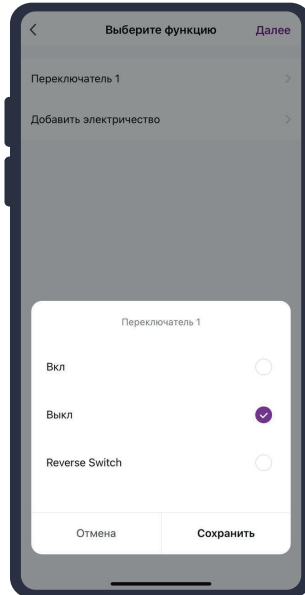 Выберите функцию
Далее
Переключатель 1
Добавить электричество
Переключатель 1
Вкл
Выкл
Reverse Switch
Отмена
Сохранить